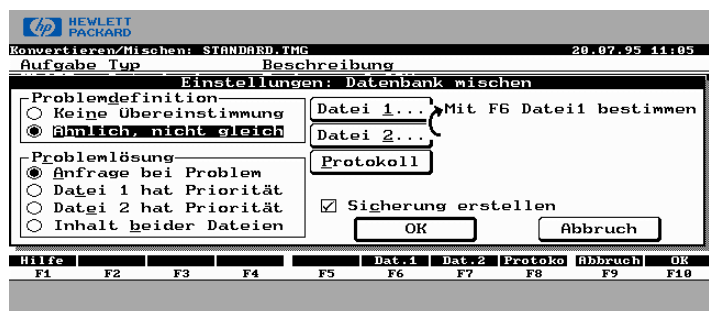 hp HEWLETT
PACKARD
Konvertieren/Mischen: STANDARD.TMG 20.07.95 11:05
Aufgabe Typ Beschreibung
Einstellungen: Datenbank mischen
Problemdefinition
Keine Übereinstimmung
Ähnlich, nicht gleich
Datei 1...
Mit F6 Datei1 bestimmen
Datei 2...
Protokoll
Problemlösung
Anfrage bei Problem
Datei 1 hat Priorität
Datei 2 hat Priorität
Inhalt beider Dateien
Sicherung erstellen
OK Abbruch
Hilfe Dat.1 Dat.2 Protoko Abbruch OK
F1 F2 F3 F4 F5 F6 F7 F8 F9 F10